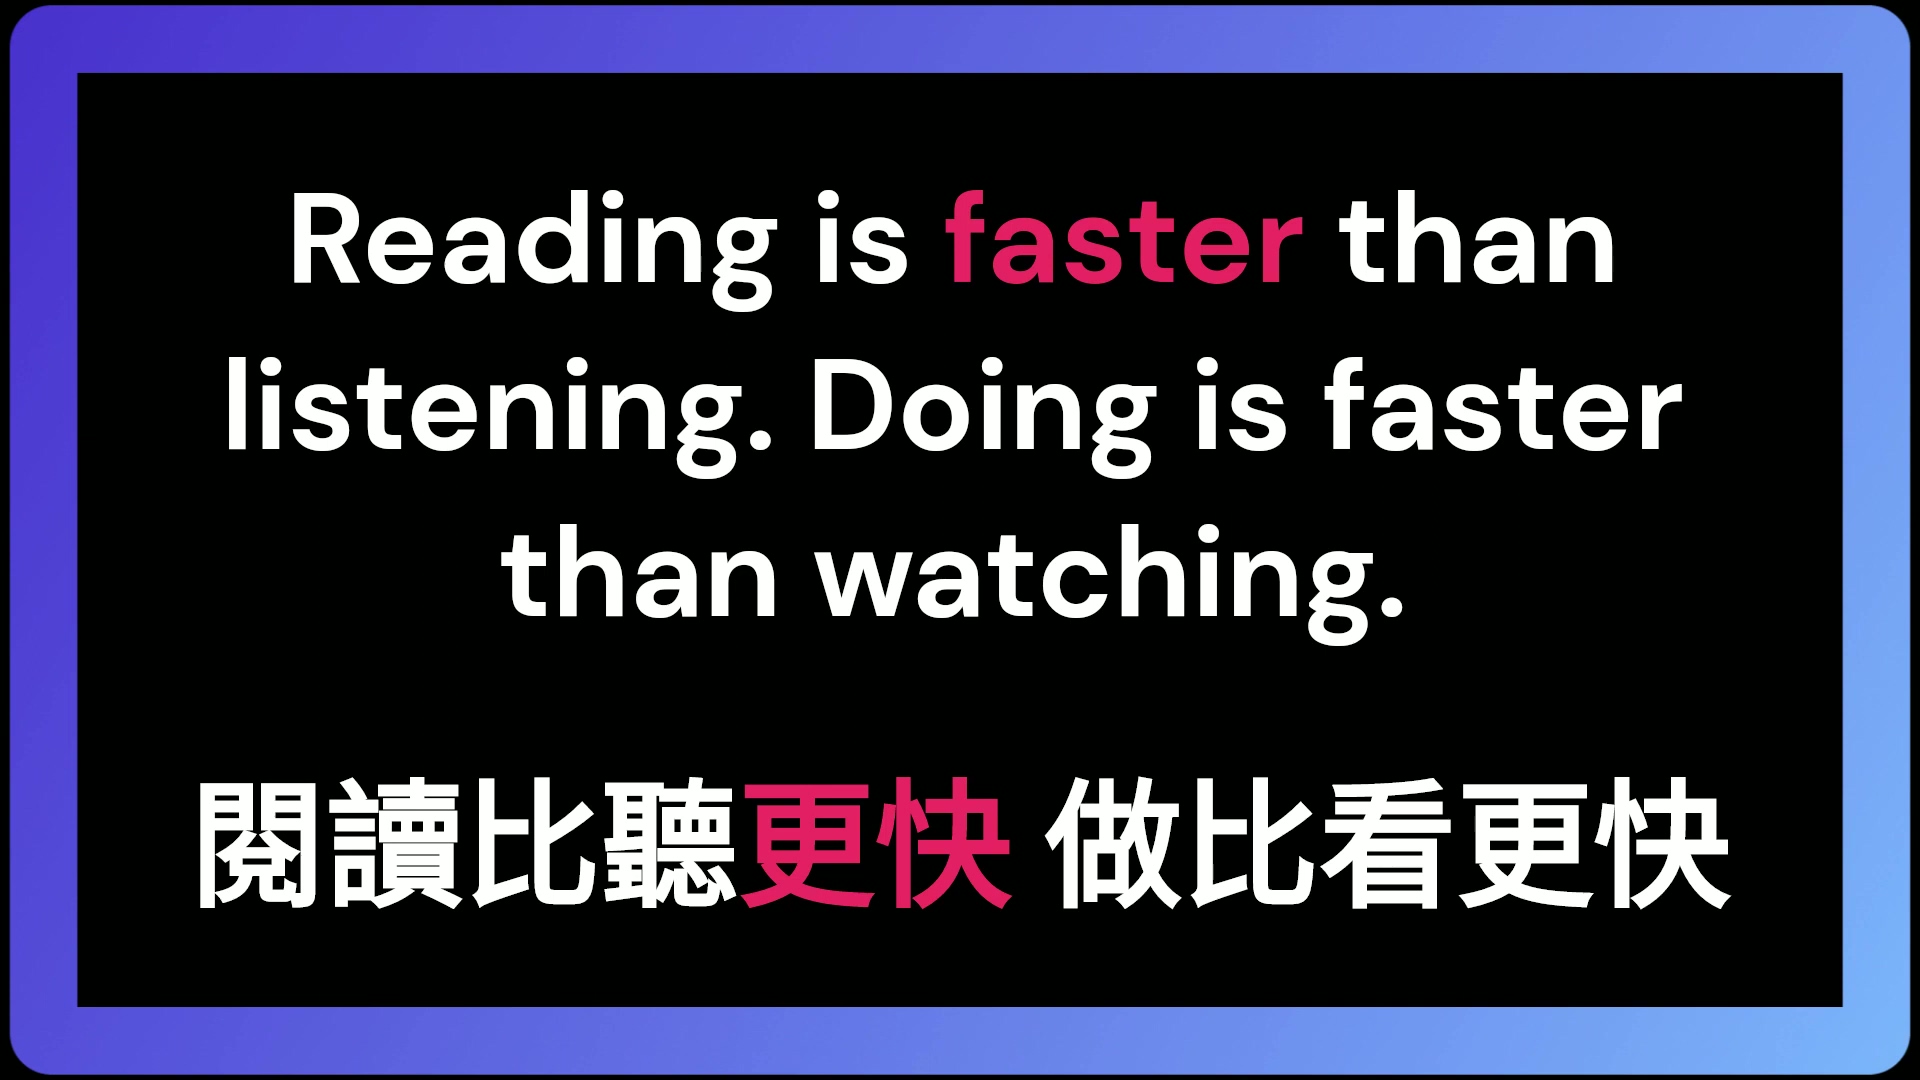 Reading is faster than
listening. Doing is faster
than watching.
閱讀比聽更快 做比看更快